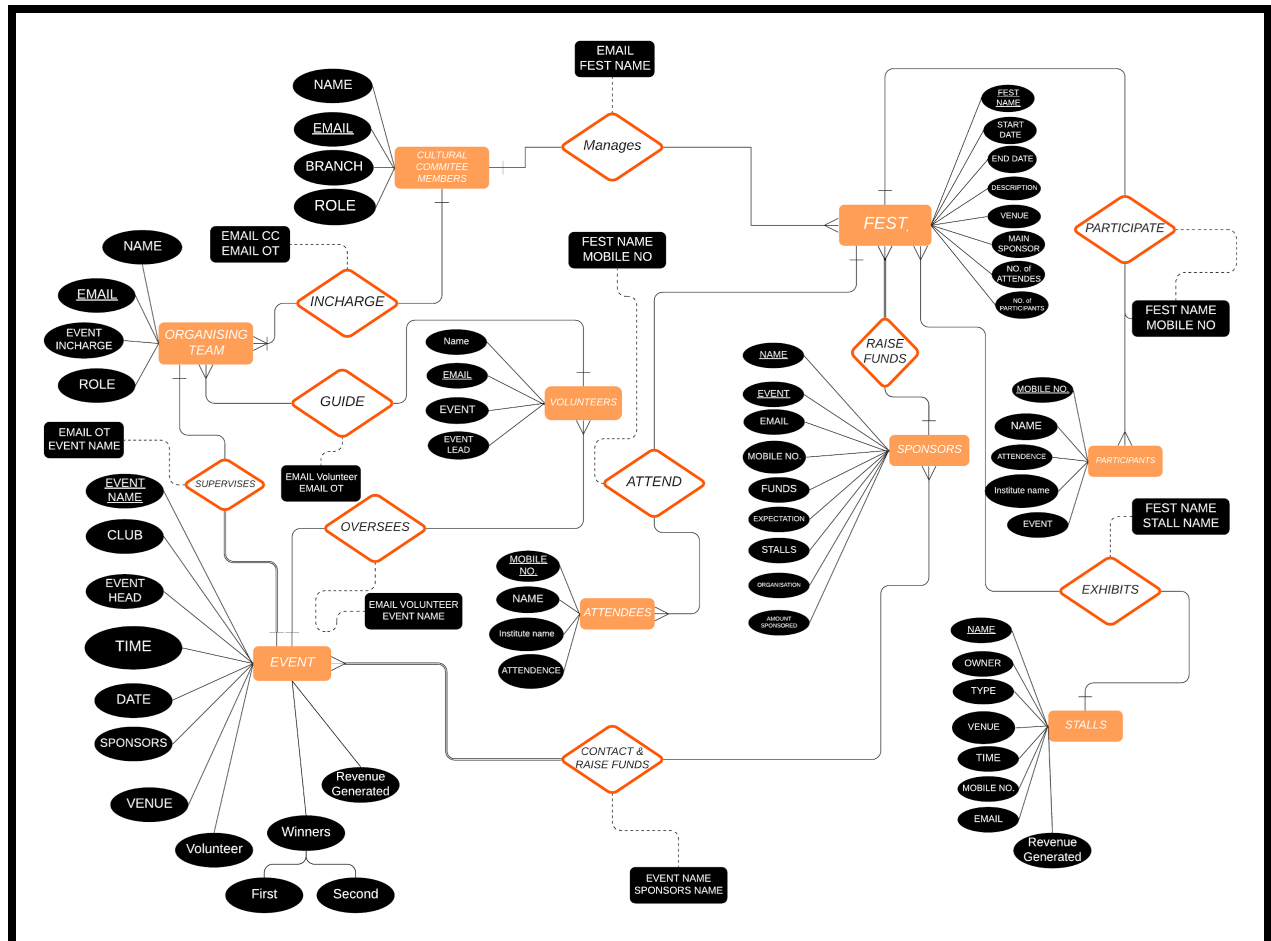 EMAIL
FEST NAME
NAME
EMAIL
BRANCH
ROLE
CULTURAL
COMMITEE
MEMBERS
Manages
FEST
NAME
START
DATE
END DATE
DESCRIPTION
VENUE
MAIN
SPONSOR
NO. of
ATTENDES
NO. of
PARTICIPANTS
FEST.
PARTICIPATE
FEST NAME
MOBILE NO
EMAIL CC
EMAIL OT
INCHARGE
FEST NAME
MOBILE NO
NAME
EMAIL
EVENT
INCHARGE
ROLE
ORGANISING
TEAM
GUIDE
Name
EMAIL
EVENT
EVENT
LEAD
VOLUNTEERS
RAISE
FUNDS
EMAIL OT
EVENT NAME
SUPERVISES
EMAIL Volunteer
EMAIL OT
OVERSEES
EMAIL VOLUNTEER
EVENT NAME
ATTEND
NAME
EVENT
EMAIL
MOBILE NO.
FUNDS
EXPECTATION
STALLS
ORGANISATION
AMOUNT
SPONSORED
SPONSORS
MOBILE NO.
NAME
ATTENDENCE
Institute name
EVENT
PARTICIPANTS
FEST NAME
STALL NAME
EXHIBITS
EVENT
NAME
CLUB
EVENT
HEAD
TIME
DATE
SPONSORS
VENUE
Volunteer
EVENT
Revenue
Generated
Winners
First
Second
MOBILE
NO.
NAME
Institute name
ATTENDENCE
ATTENDEES
CONTACT &
RAISE FUNDS
EVENT NAME
SPONSORS NAME
NAME
OWNER
TYPE
VENUE
TIME
MOBILE NO.
EMAIL
Revenue
Generated
STALLS